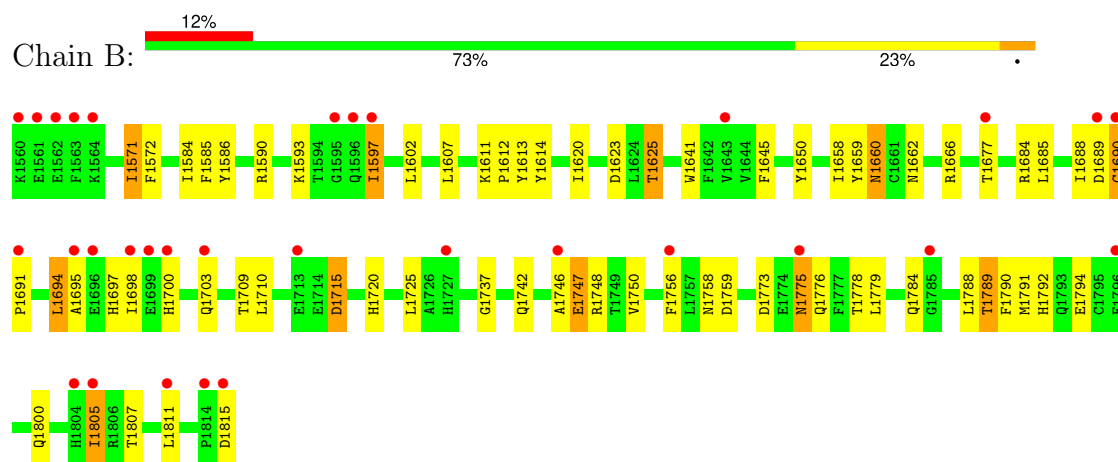 12%
Chain B:
73% 23% •
K1560 E1561 E1562 F1563 K1564 I1571 F1572 I1584 F1585 Y1586 R1590 K1593 T1594 G1595 Q1596 I1597 L1602 L1607 K1611 P1612 Y1613 Y1614 I1620 D1623 L1624 T1625 W1641 F1642 V1643 V1644 F1645 Y1650 I1658 Y1659 N1660 C1661 N1662 R1666 T1677 R1684 L1685 I1688 D1689 C1690
P1691 L1694 A1695 E1696 H1697 I1698 E1699 H1700 Q1703 T1709 L1710 E1713 E1714 D1715 H1720 L1725 A1726 H1727 G1737 Q1742 A1746 E1747 R1748 T1749 V1750 F1756 L1757 N1758 D1759 D1773 E1774 N1775 Q1776 F1777 T1778 L1779 Q1784 G1785 L1788 T1789 F1790 M1791 H1792 Q1793 E1794 C1795
Q1800 H1804 I1805 R1806 T1807 L1811 P1814 D1815